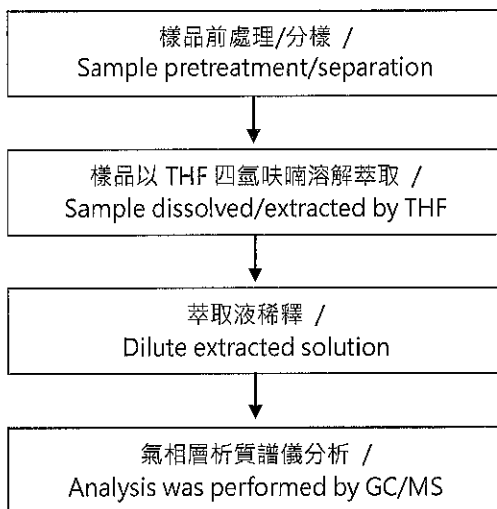 樣品前處理/分樣 /
Sample pretreatment/separation
樣品以 THF 四氫呋喃溶解萃取 /
Sample dissolved/extracted by THF
萃取液稀釋 /
Dilute extracted solution
氣相層析質譜儀分析 /
Analysis was performed by GC/MS